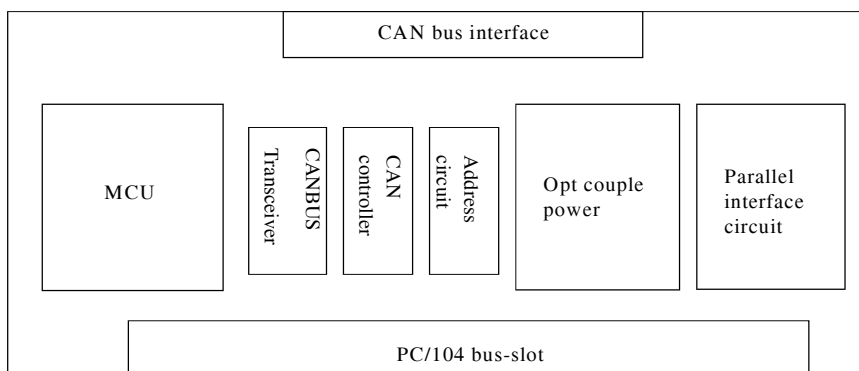 CAN bus interface
MCU
CANBUS
Transceiver
CAN
controller
Address
circuit
Opt couple
power
Parallel
interface
circuit
PC/104 bus-slot